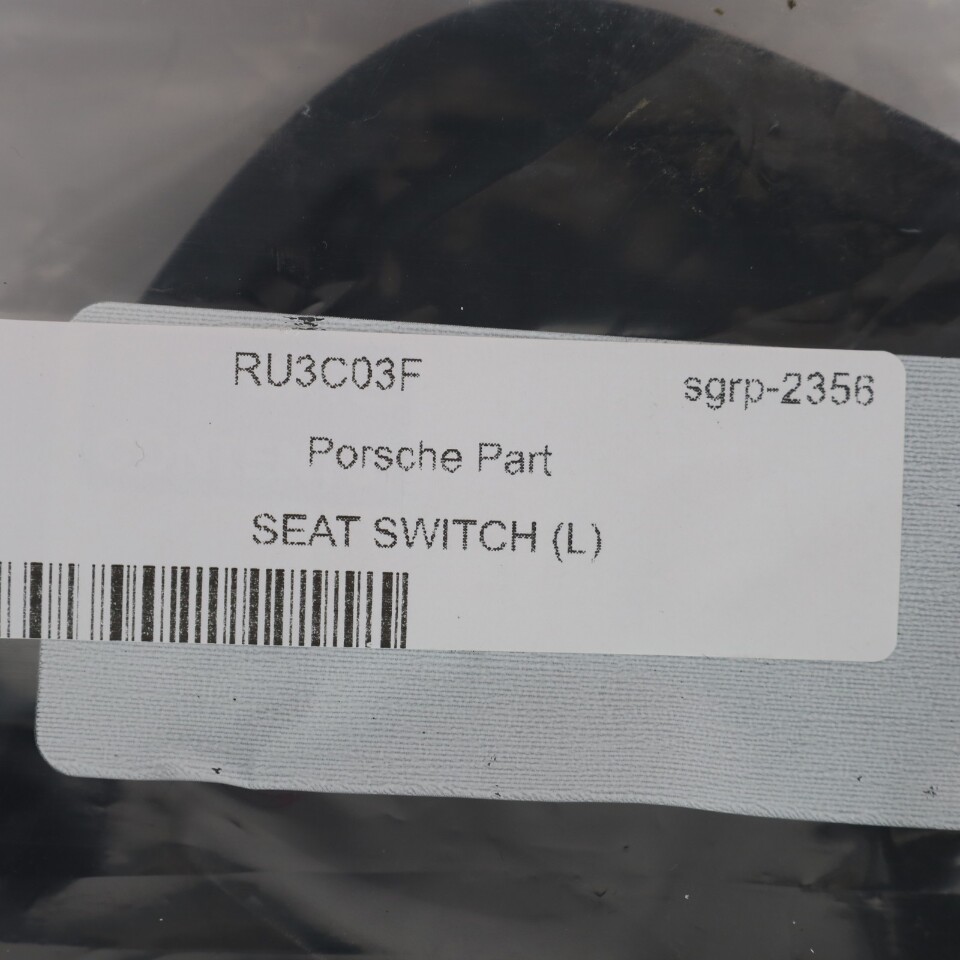 RU3C03F sgrp-2356
Porsche Part
SEAT SWITCH (L)